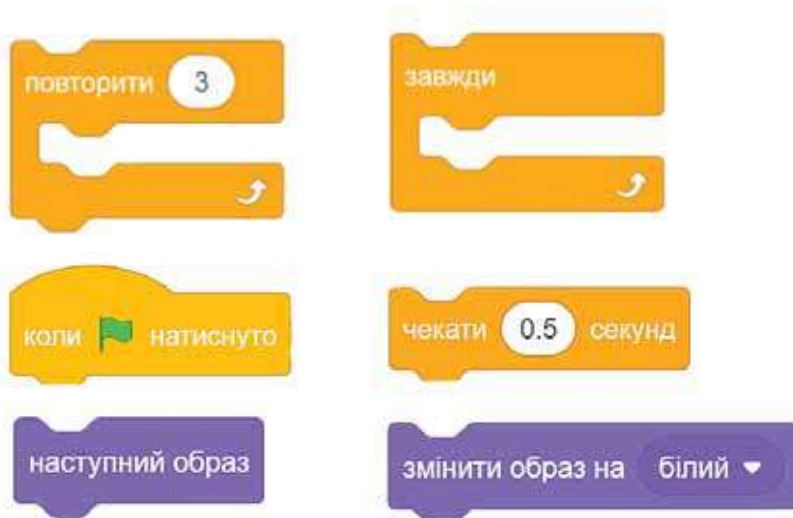 повторити 3
завжди
коли натиснуто
чекати 0.5 секунд
наступний образ
змінити образ на білий